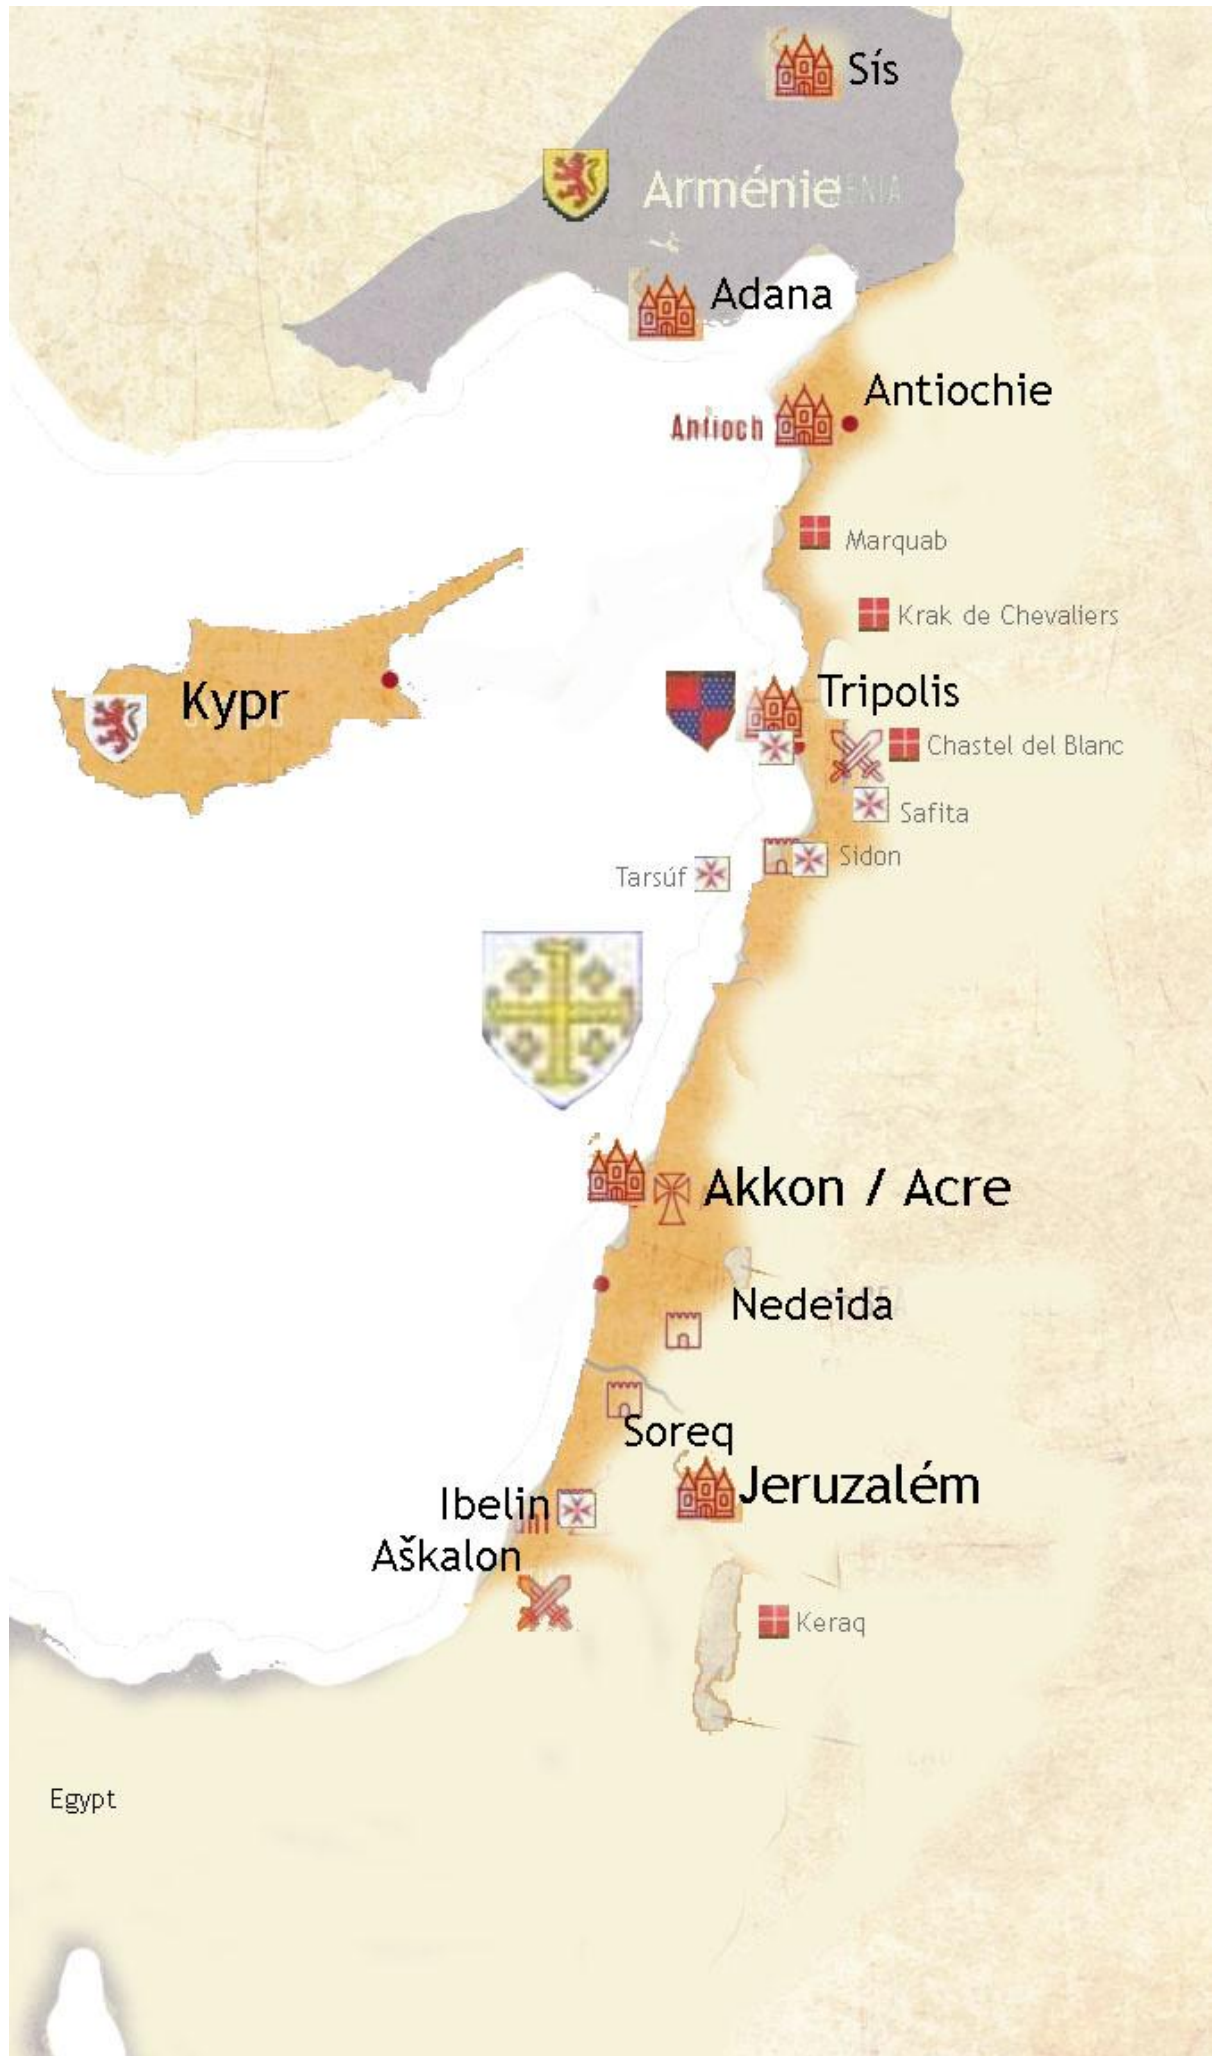 Sís
Arménie
Adana
Antiochie
Antioch
Marquab
Krak de Chevaliers
Tripolis
Kypr
Chastel del Blanc
Safita
Sidon
Tarsúf
Akkon / Acre
Nedeida
Soreq
Jeruzalém
Ibelin
Aškalon
Keraq
Egypt